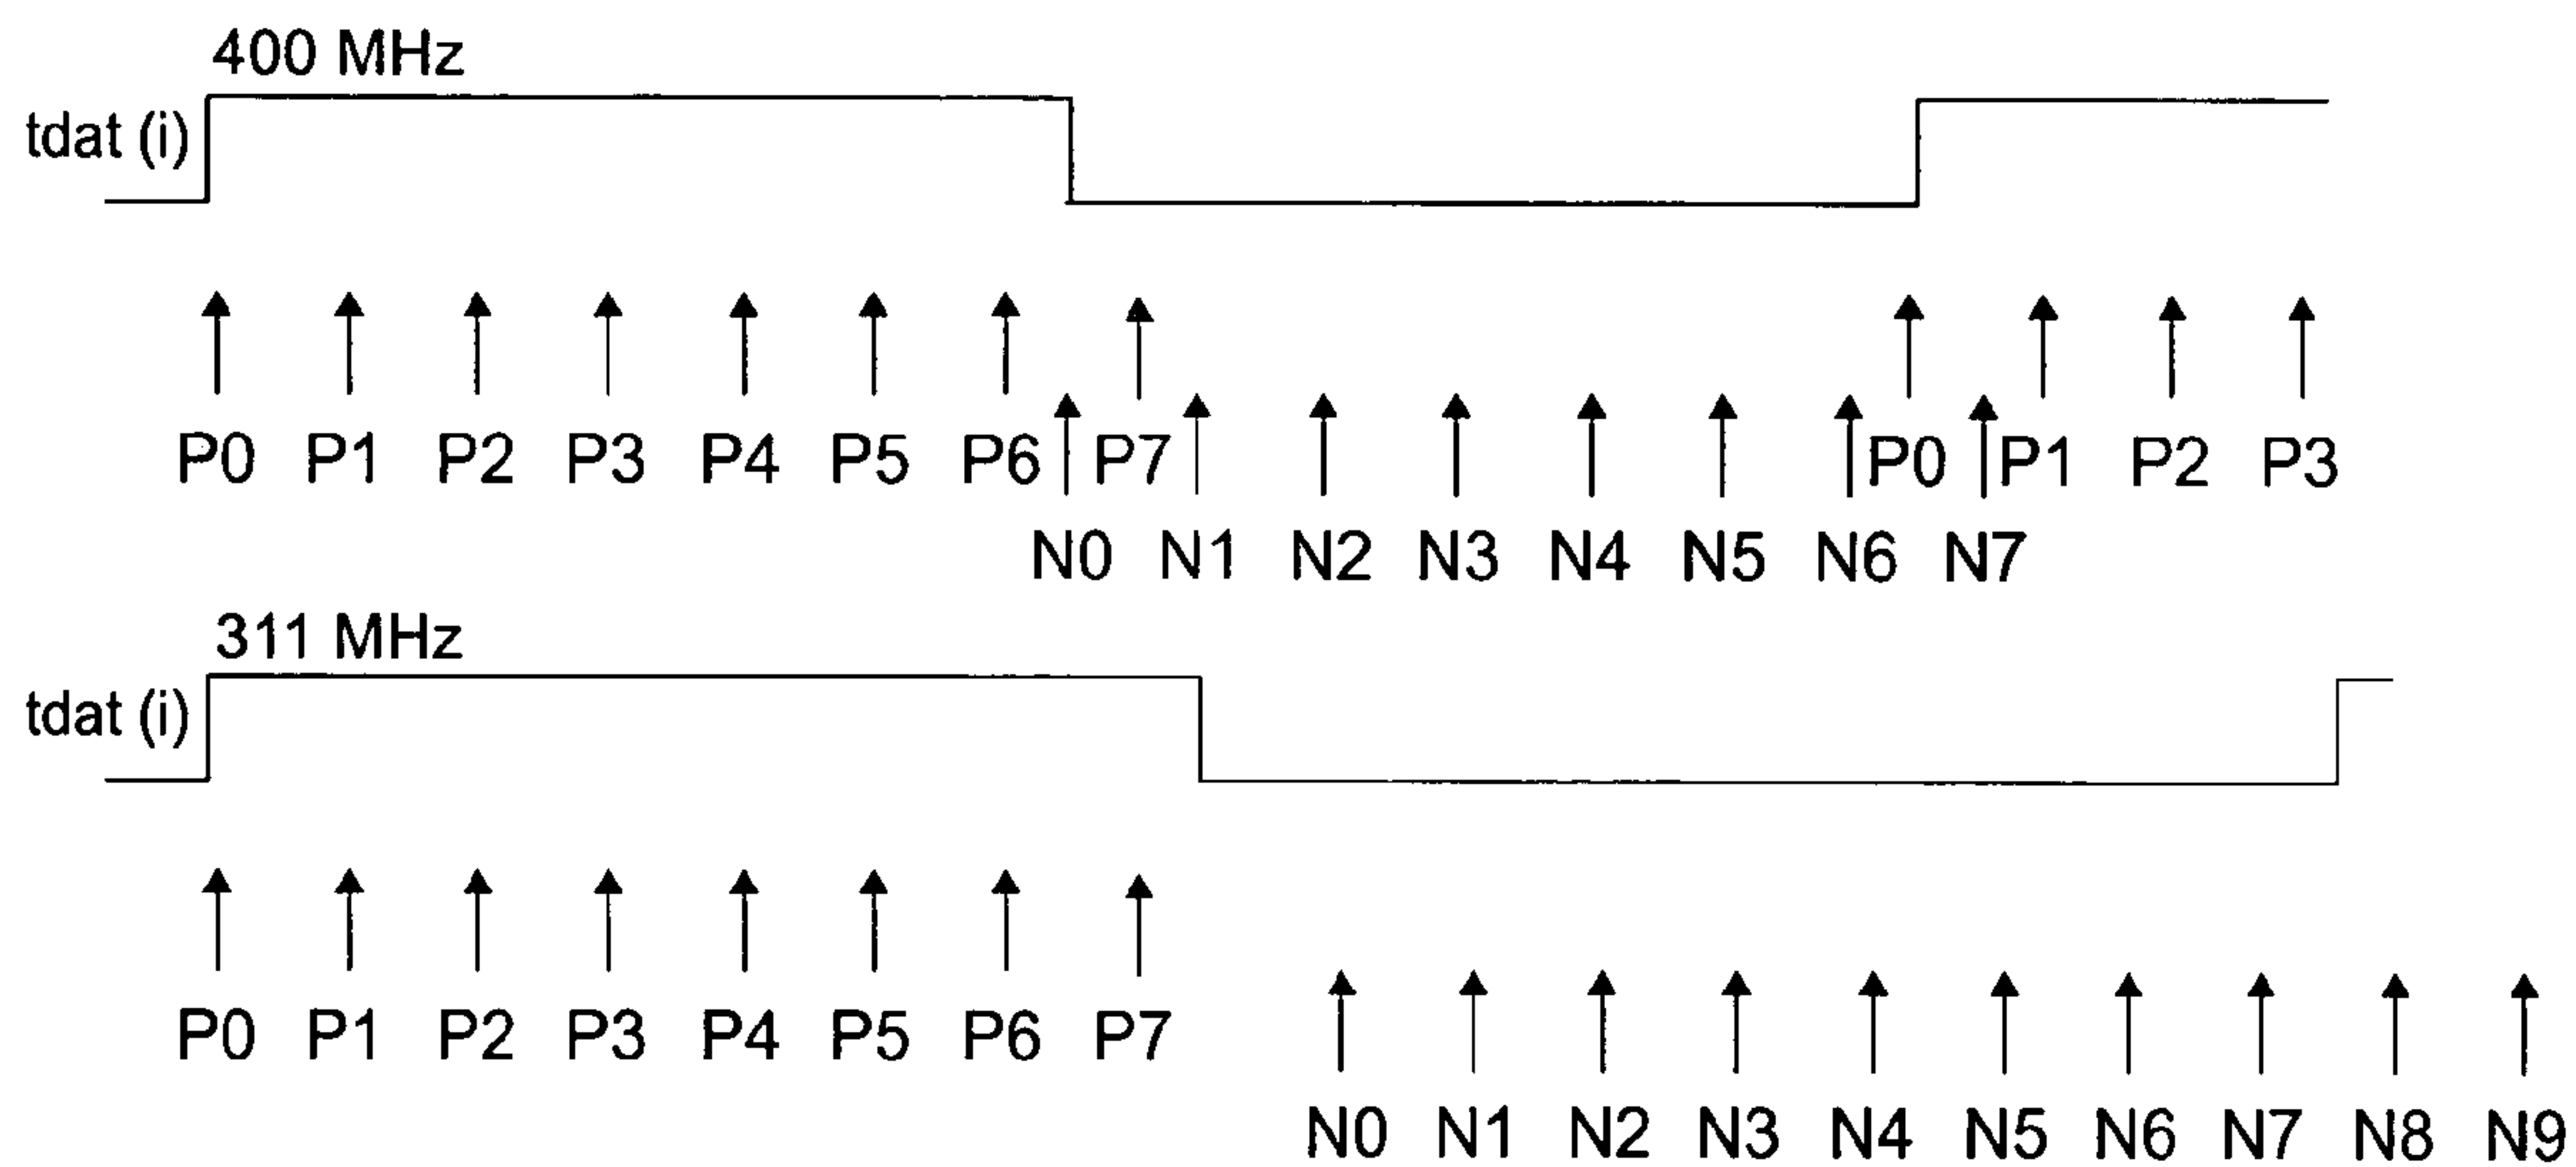 400 MHz
tdat (i)
P0 P1 P2 P3 P4 P5 P6 P7 P0 P1 P2 P3
N0 N1 N2 N3 N4 N5 N6 N7
311 MHz
tdat (i)
P0 P1 P2 P3 P4 P5 P6 P7
N0 N1 N2 N3 N4 N5 N6 N7 N8 N9